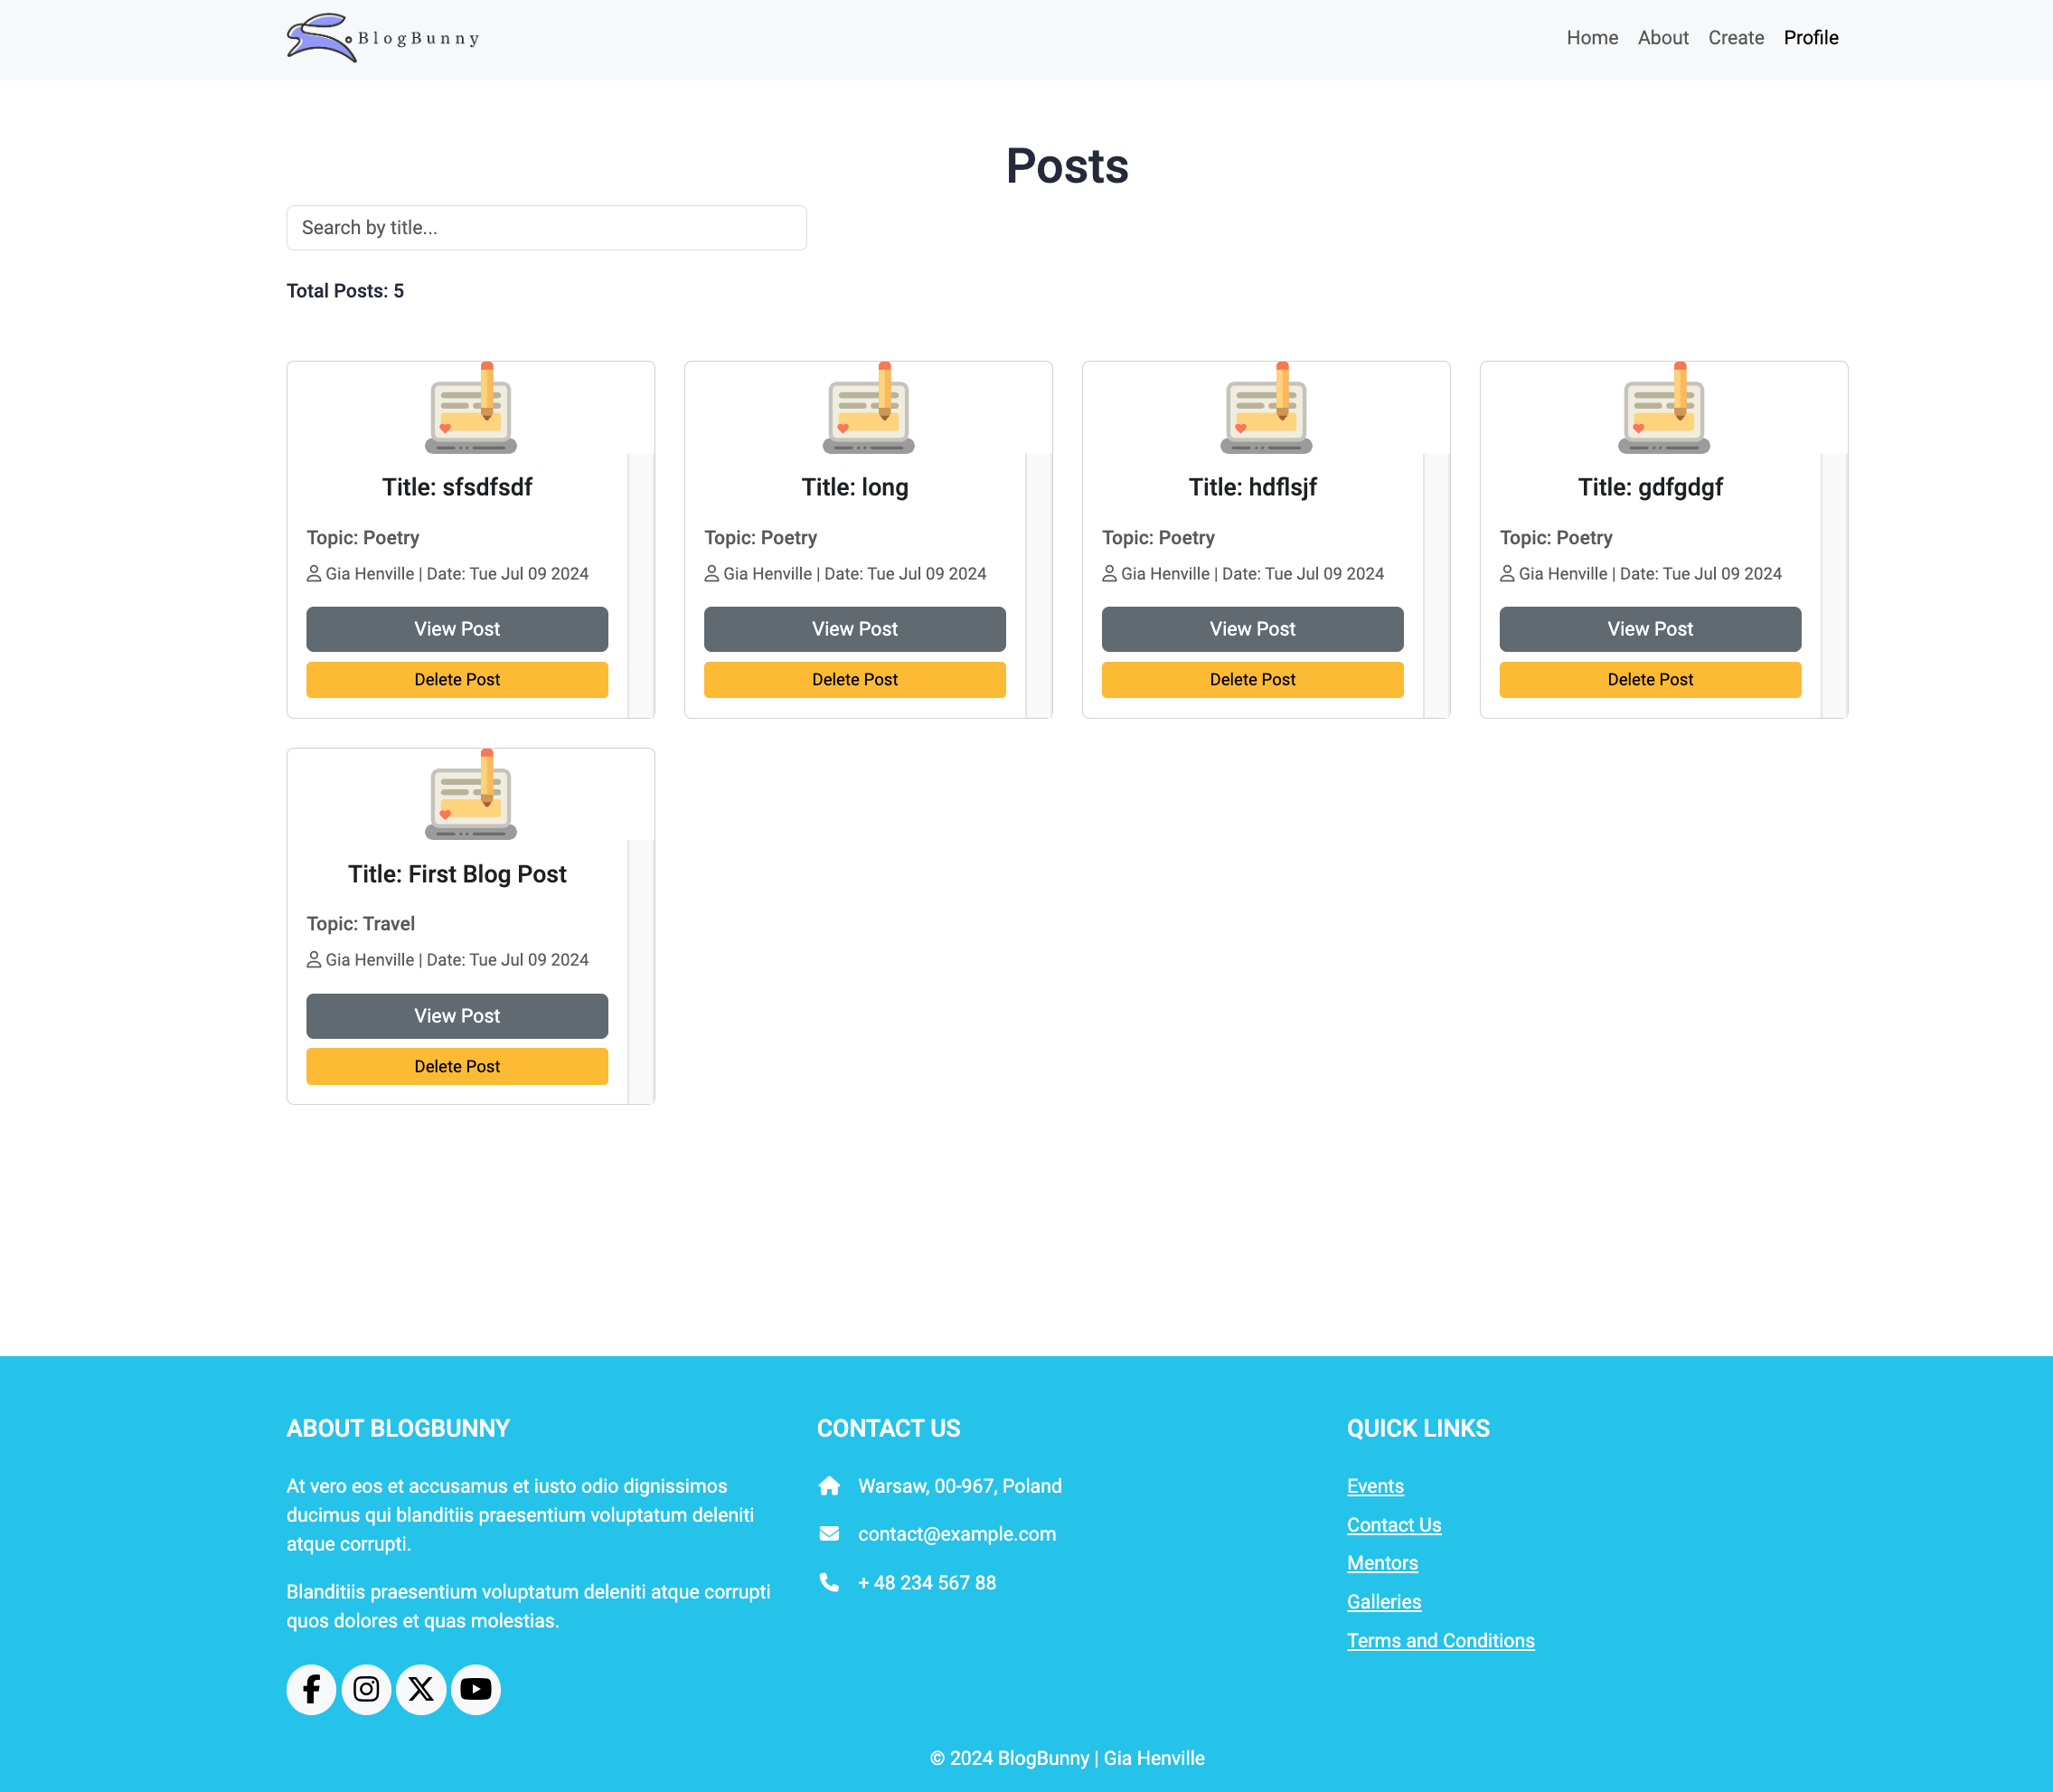 BlogBunny
Home About Create Profile
Posts
Search by title...
Total Posts: 5
Title: sfsdfsdf
Topic: Poetry
Gia Henville | Date: Tue Jul 09 2024
View Post
Delete Post
Title: long
Topic: Poetry
Gia Henville | Date: Tue Jul 09 2024
View Post
Delete Post
Title: hdflsjf
Topic: Poetry
Gia Henville | Date: Tue Jul 09 2024
View Post
Delete Post
Title: gdfgdgf
Topic: Poetry
Gia Henville | Date: Tue Jul 09 2024
View Post
Delete Post
Title: First Blog Post
Topic: Travel
Gia Henville | Date: Tue Jul 09 2024
View Post
Delete Post
ABOUT BLOGBUNNY
At vero eos et accusamus et iusto odio dignissimos
ducimus qui blanditiis praesentium voluptatum deleniti
atque corrupti.
Blanditiis praesentium voluptatum deleniti atque corrupti
quos dolores et quas molestias.
CONTACT US
Warsaw, 00-967, Poland
contact@example.com
+ 48 234 567 88
QUICK LINKS
Events
Contact Us
Mentors
Galleries
Terms and Conditions
© 2024 BlogBunny | Gia Henville